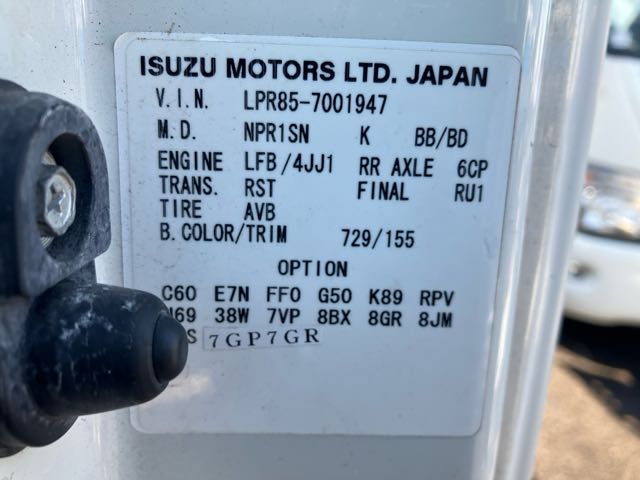 ISUZU MOTORS LTD. JAPAN
V.I.N. LPR85-7001947
M.D. NPR1SN K BB/BD
ENGINE LFB/4JJ1 RR AXLE 6CP
TRANS. RST FINAL RU1
TIRE AVB
B.COLOR/TRIM 729/155
OPTION
C60 E7N FF0 G50 K89 RPV
38W 7VP 8BX 8GR 8JM
7GP7GR